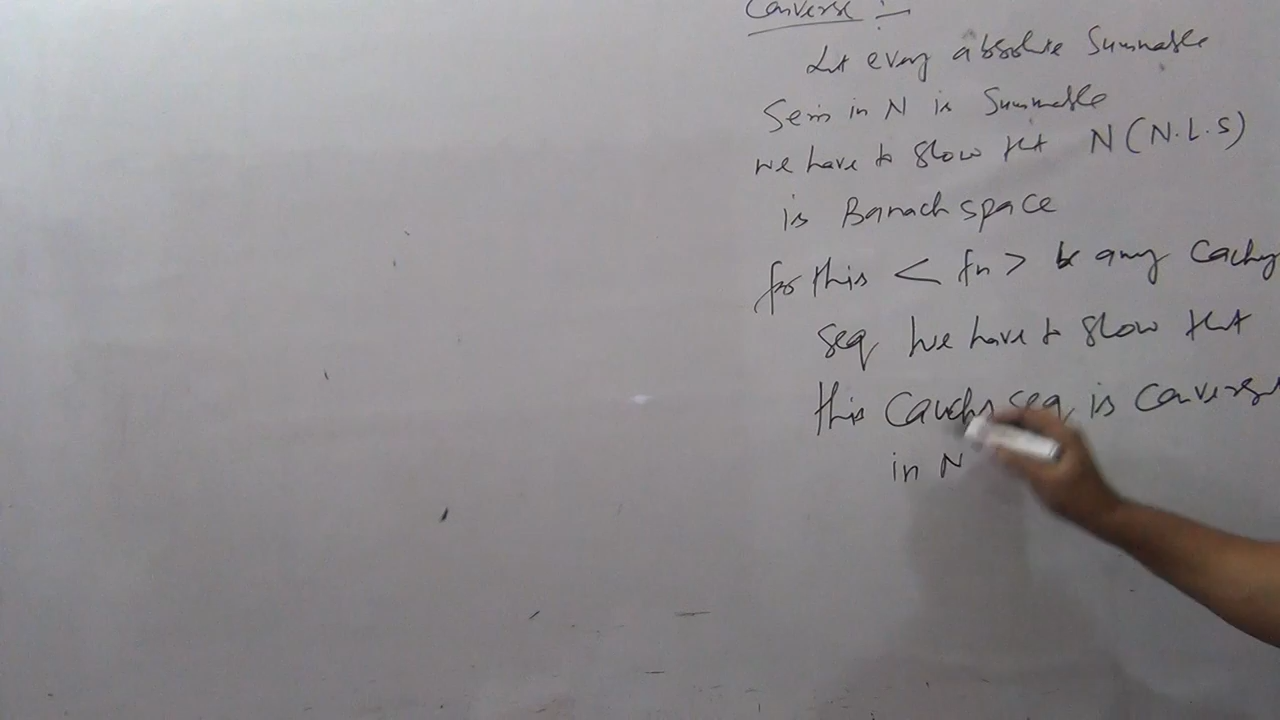 Converse :-
Let every absolute Summable
Series in N is Summable
we have to show that N (N.L.S)
is Banach space
for this < fn > be any Cauchy
seq we have to show that
this Cauchy seq is converge
in N